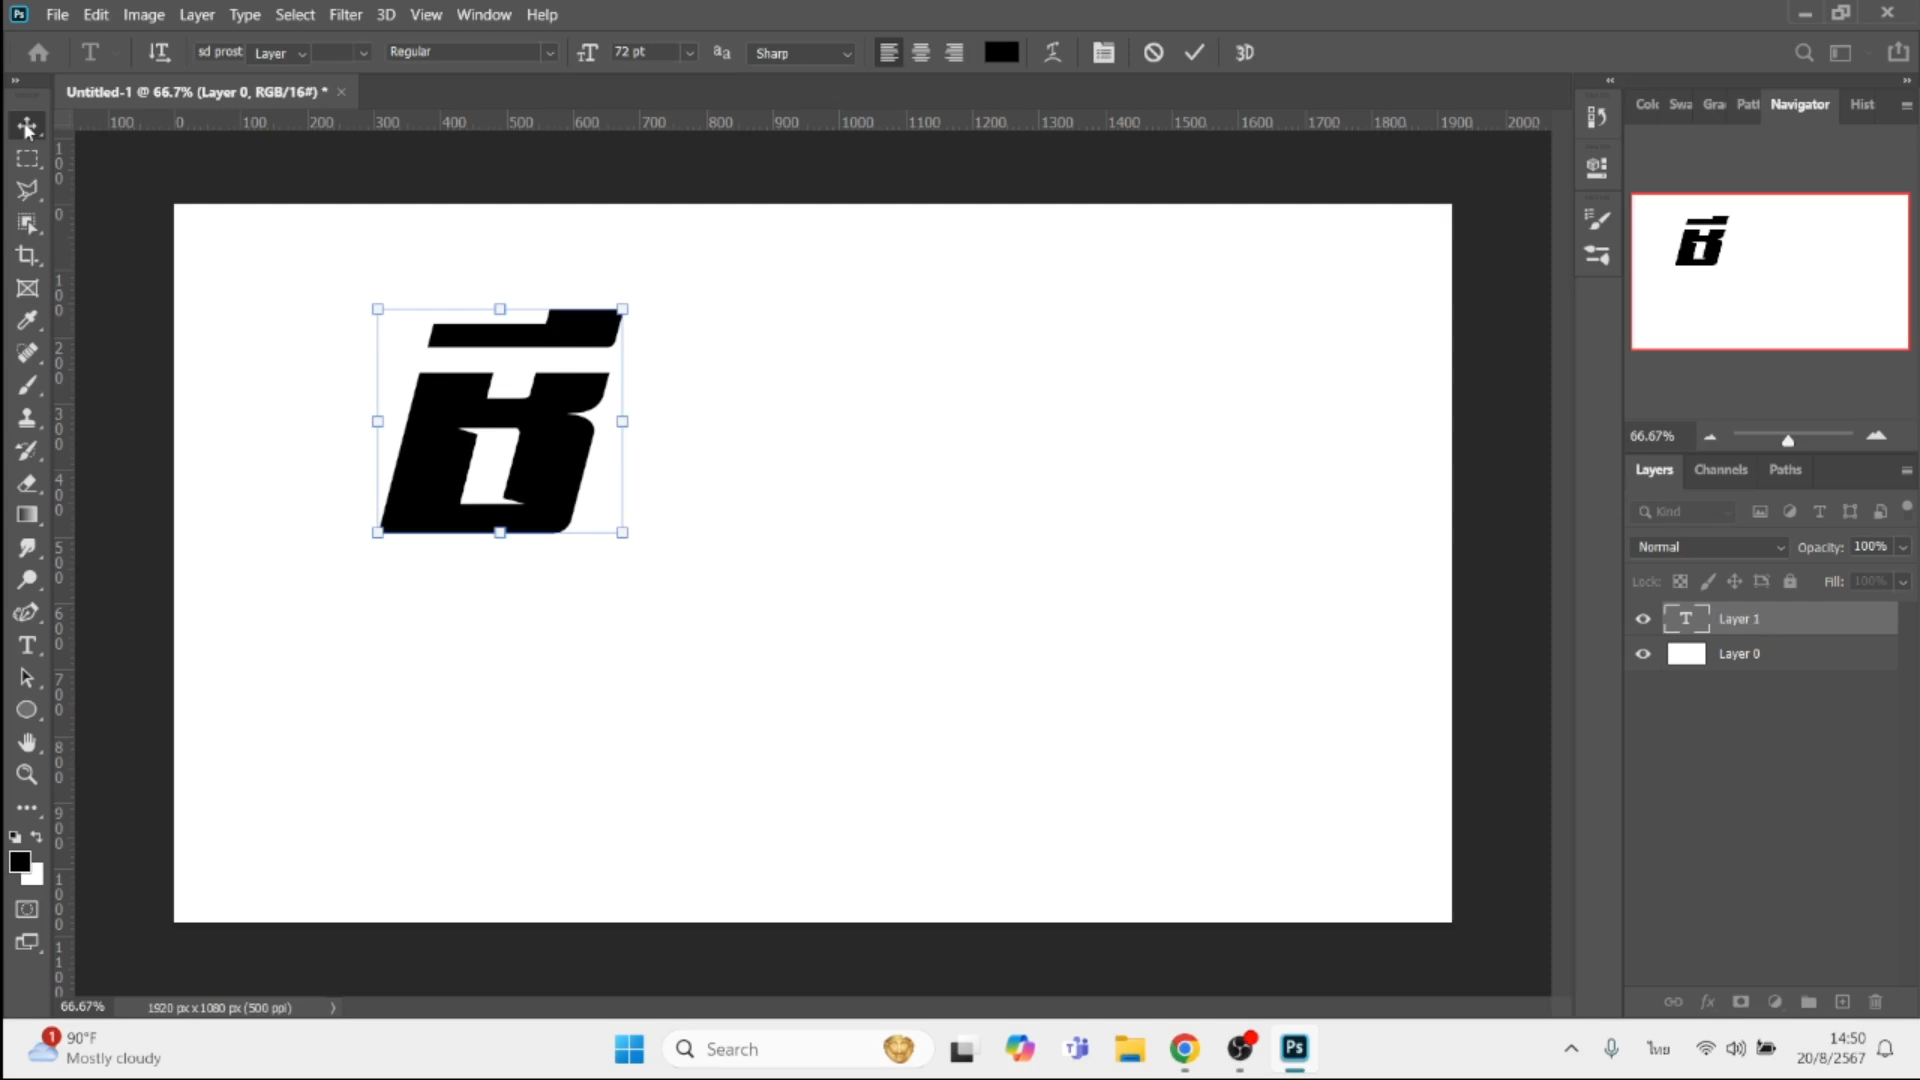 File Edit Image Layer Type Select Filter 3D View Window Help
sd prost Layer Regular 72 pt Sharp 3D
Untitled-1 @ 66.7% (Layer 0, RGB/16#) *
Navigator Hist
100 0 100 200 300 400 500 600 700 800 900 1000 1100 1200 1300 1400 1500 1600 1700 1800 1900 2000
66.67%
Layers Channels Paths
Kind
Normal Opacity: 100%
Lock: Fill: 100%
Layer 1
Layer 0
66.67% 1920 px x 1080 px (500 ppi)
1 90°F
Mostly cloudy
Search
ไทย
14:50
20/8/2567